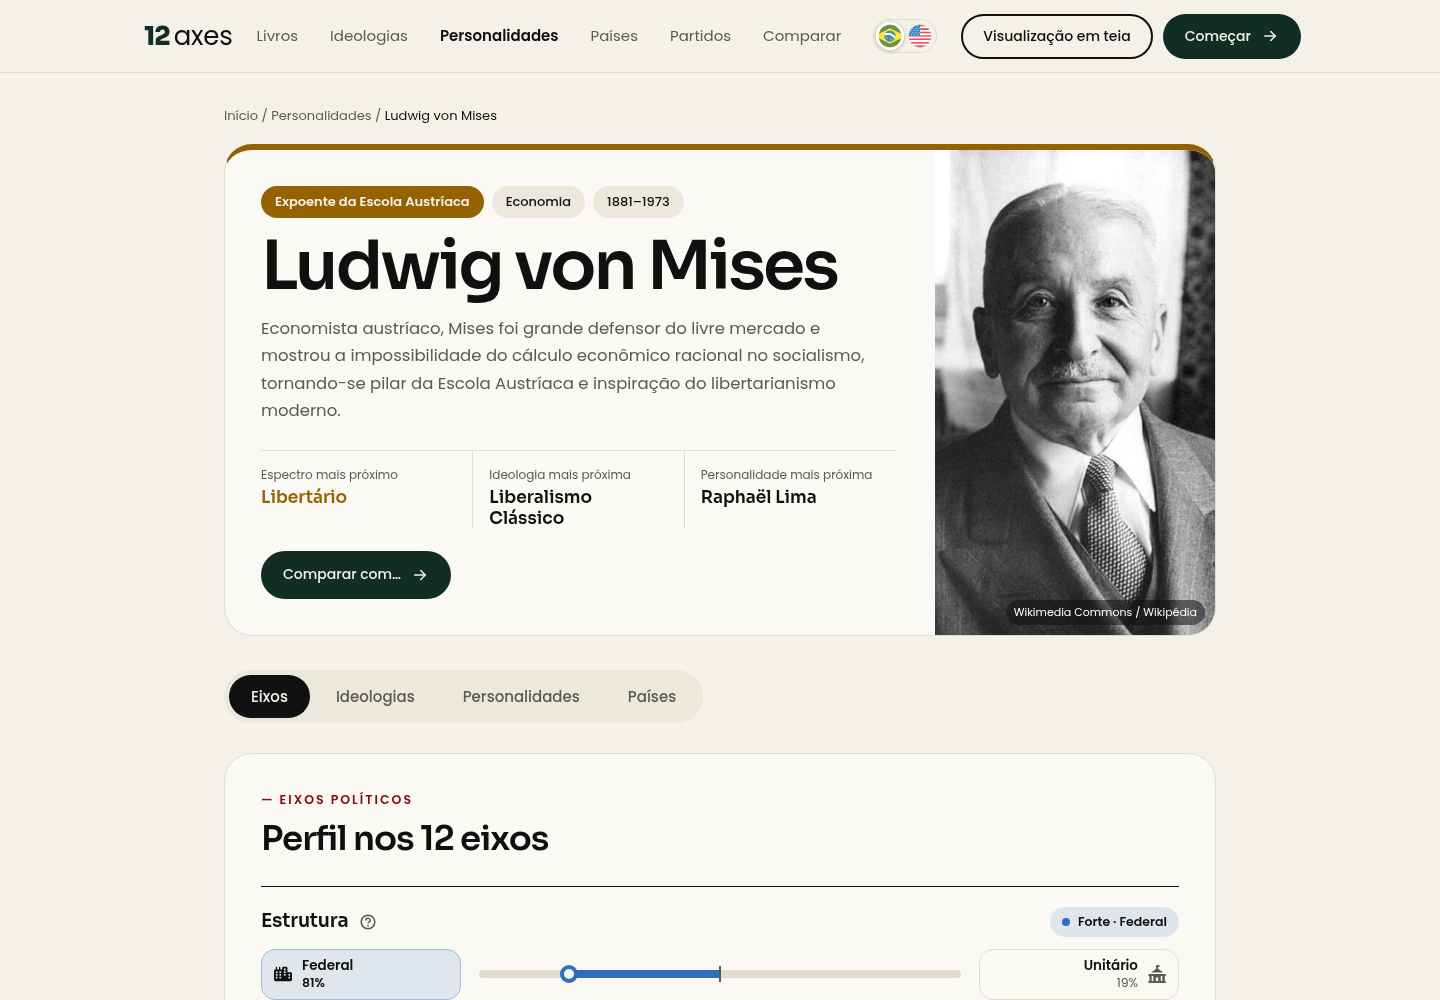 12 axes
Livros
Ideologias
Personalidades
Países
Partidos
Comparar
Visualização em teia
Começar
Início / Personalidades / Ludwig von Mises
Expoente da Escola Austríaca
Economia
1881–1973
Ludwig von Mises
Economista austríaco, Mises foi grande defensor do livre mercado e
mostrou a impossibilidade do cálculo econômico racional no socialismo,
tornando-se pilar da Escola Austríaca e inspiração do libertarianismo
moderno.
Espectro mais próximo
Libertário
Ideologia mais próxima
Liberalismo
Clássico
Personalidade mais próxima
Raphaël Lima
Comparar com...
Wikimedia Commons / Wikipédia
Eixos
Ideologias
Personalidades
Países
— EIXOS POLÍTICOS
Perfil nos 12 eixos
Estrutura
Forte · Federal
Federal
81%
Unitário
19%